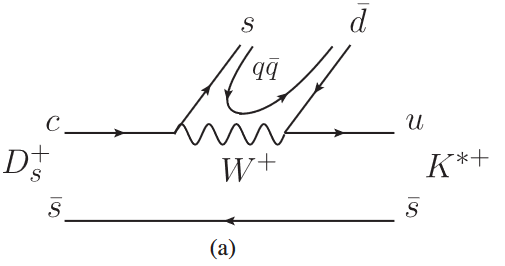 s d̄
qq̄
c u
D_s^+ W^+ K^{*+}
s̄ s̄
(a)